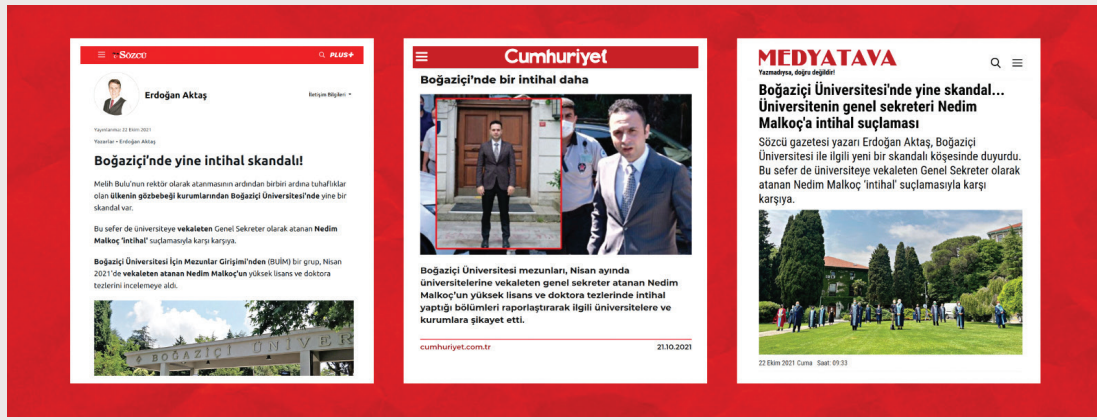 Sözcü
PLUS+
Erdoğan Aktaş
İletişim Bilgileri
Yayınlanma: 22 Ekim 2021
Yazarlar • Erdoğan Aktaş
Boğaziçi’nde yine intihal skandalı!
Melih Bulu’nun rektör olarak atanmasının ardından birbiri ardına tuhaflıklar
olan ülkenin gözbebeği kurumlarından Boğaziçi Üniversitesi’nde yine bir
skandal var.
Bu sefer de üniversiteye vekaleten Genel Sekreter olarak atanan Nedim
Malkoç ‘intihal’ suçlamasıyla karşı karşıya.
Boğaziçi Üniversitesi İçin Mezunlar Girişimi’nden (BUİM) bir grup, Nisan
2021’de vekaleten atanan Nedim Malkoç’un yüksek lisans ve doktora
tezlerini incelemeye aldı.
BOĞAZİÇİ ÜNİVER
Cumhuriyet
Boğaziçi’nde bir intihal daha
Boğaziçi Üniversitesi mezunları, Nisan ayında
üniversitelerine vekaleten genel sekreter atanan Nedim
Malkoç’un yüksek lisans ve doktora tezlerinde intihal
yaptığı bölümleri raporlaştırarak ilgili üniversitelere ve
kurumlara şikayet etti.
cumhuriyet.com.tr 21.10.2021
MEDYATAVA
Yazmadıysa, doğru değildir!
Boğaziçi Üniversitesi'nde yine skandal...
Üniversitenin genel sekreteri Nedim
Malkoç'a intihal suçlaması
Sözcü gazetesi yazarı Erdoğan Aktaş, Boğaziçi
Üniversitesi ile ilgili yeni bir skandalı köşesinde duyurdu.
Bu sefer de üniversiteye vekaleten Genel Sekreter olarak
atanan Nedim Malkoç ‘intihal’ suçlamasıyla karşı
karşıya.
22 Ekim 2021 Cuma Saat: 09:33